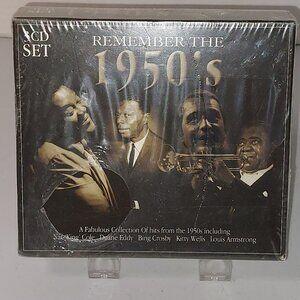 3CD
SET
REMEMBER THE
1950's
A Fabulous Collection Of hits from the 1950s including
Nat 'King' Cole Duane Eddy Bing Crosby Kitty Wells Louis Armstrong